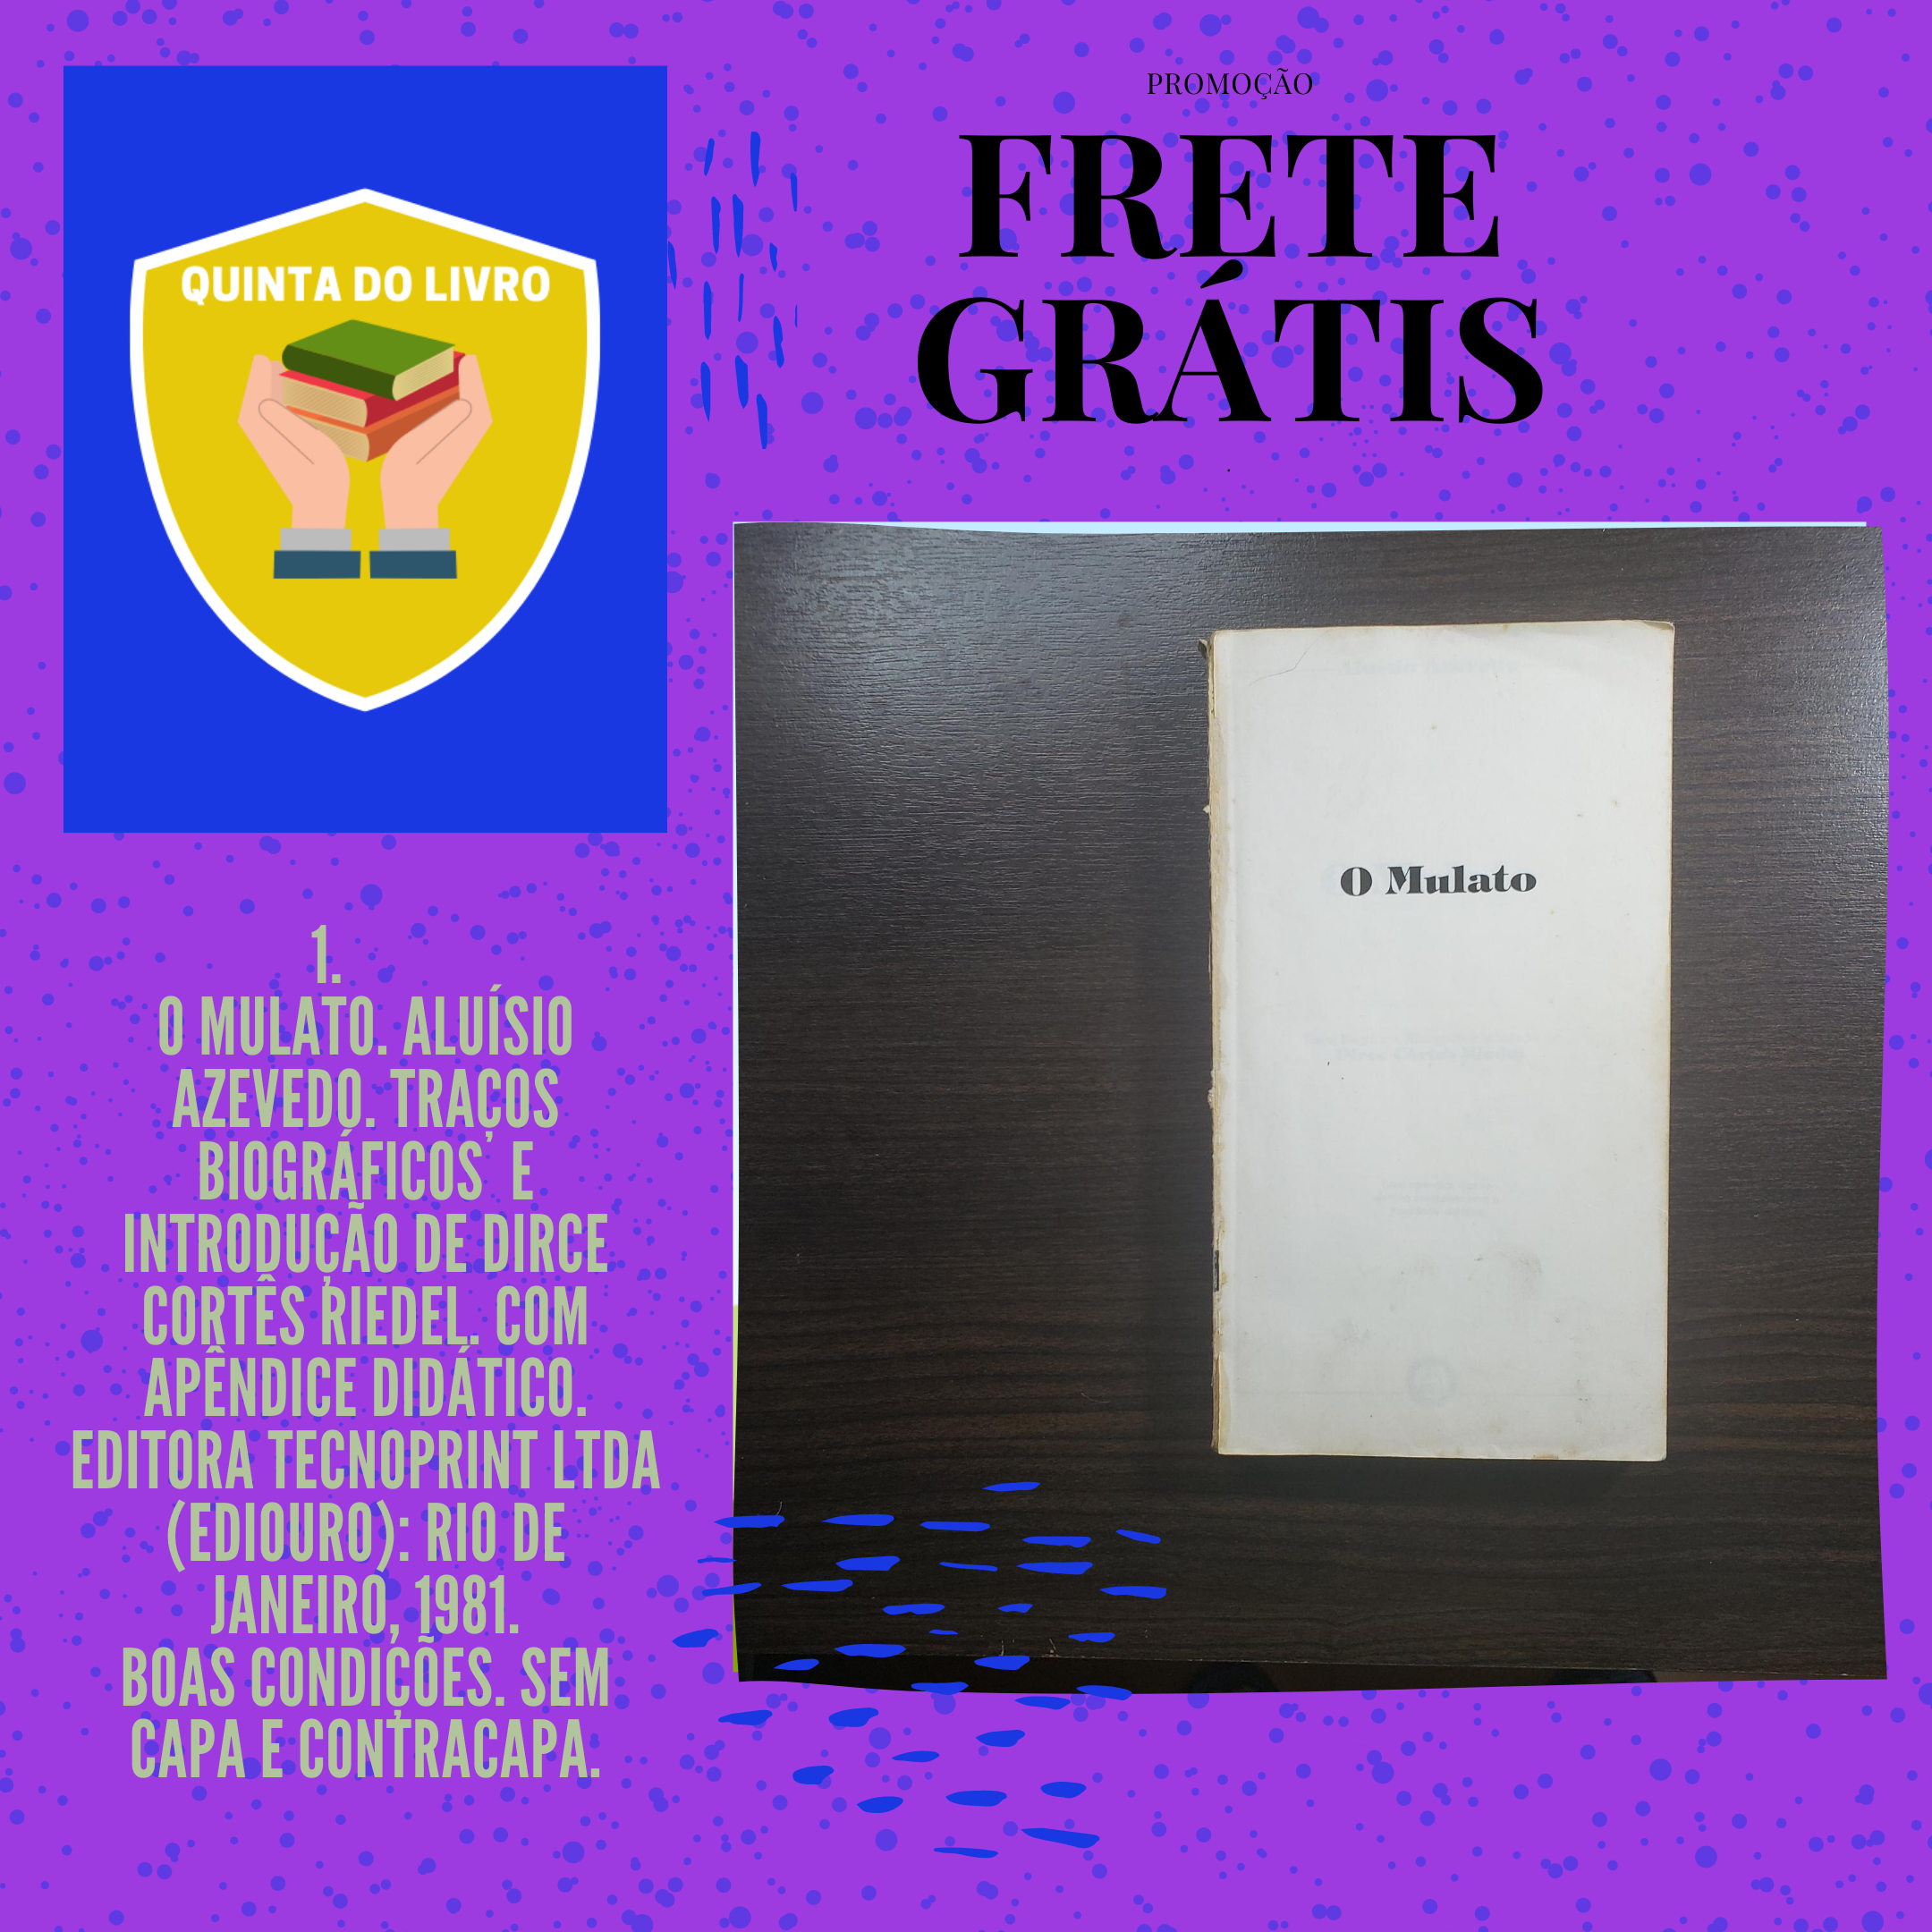 QUINTA DO LIVRO
PROMOÇÃO
FRETE
GRÁTIS
.
O Mulato
1.
O MULATO. ALUÍSIO
AZEVEDO. TRAÇOS
BIOGRÁFICOS  E
INTRODUÇÃO DE DIRCE
CORTÊS RIEDEL. COM
APÊNDICE DIDÁTICO.
EDITORA TECNOPRINT LTDA
(EDIOURO): RIO DE
JANEIRO, 1981.
BOAS CONDIÇÕES. SEM
CAPA E CONTRACAPA.